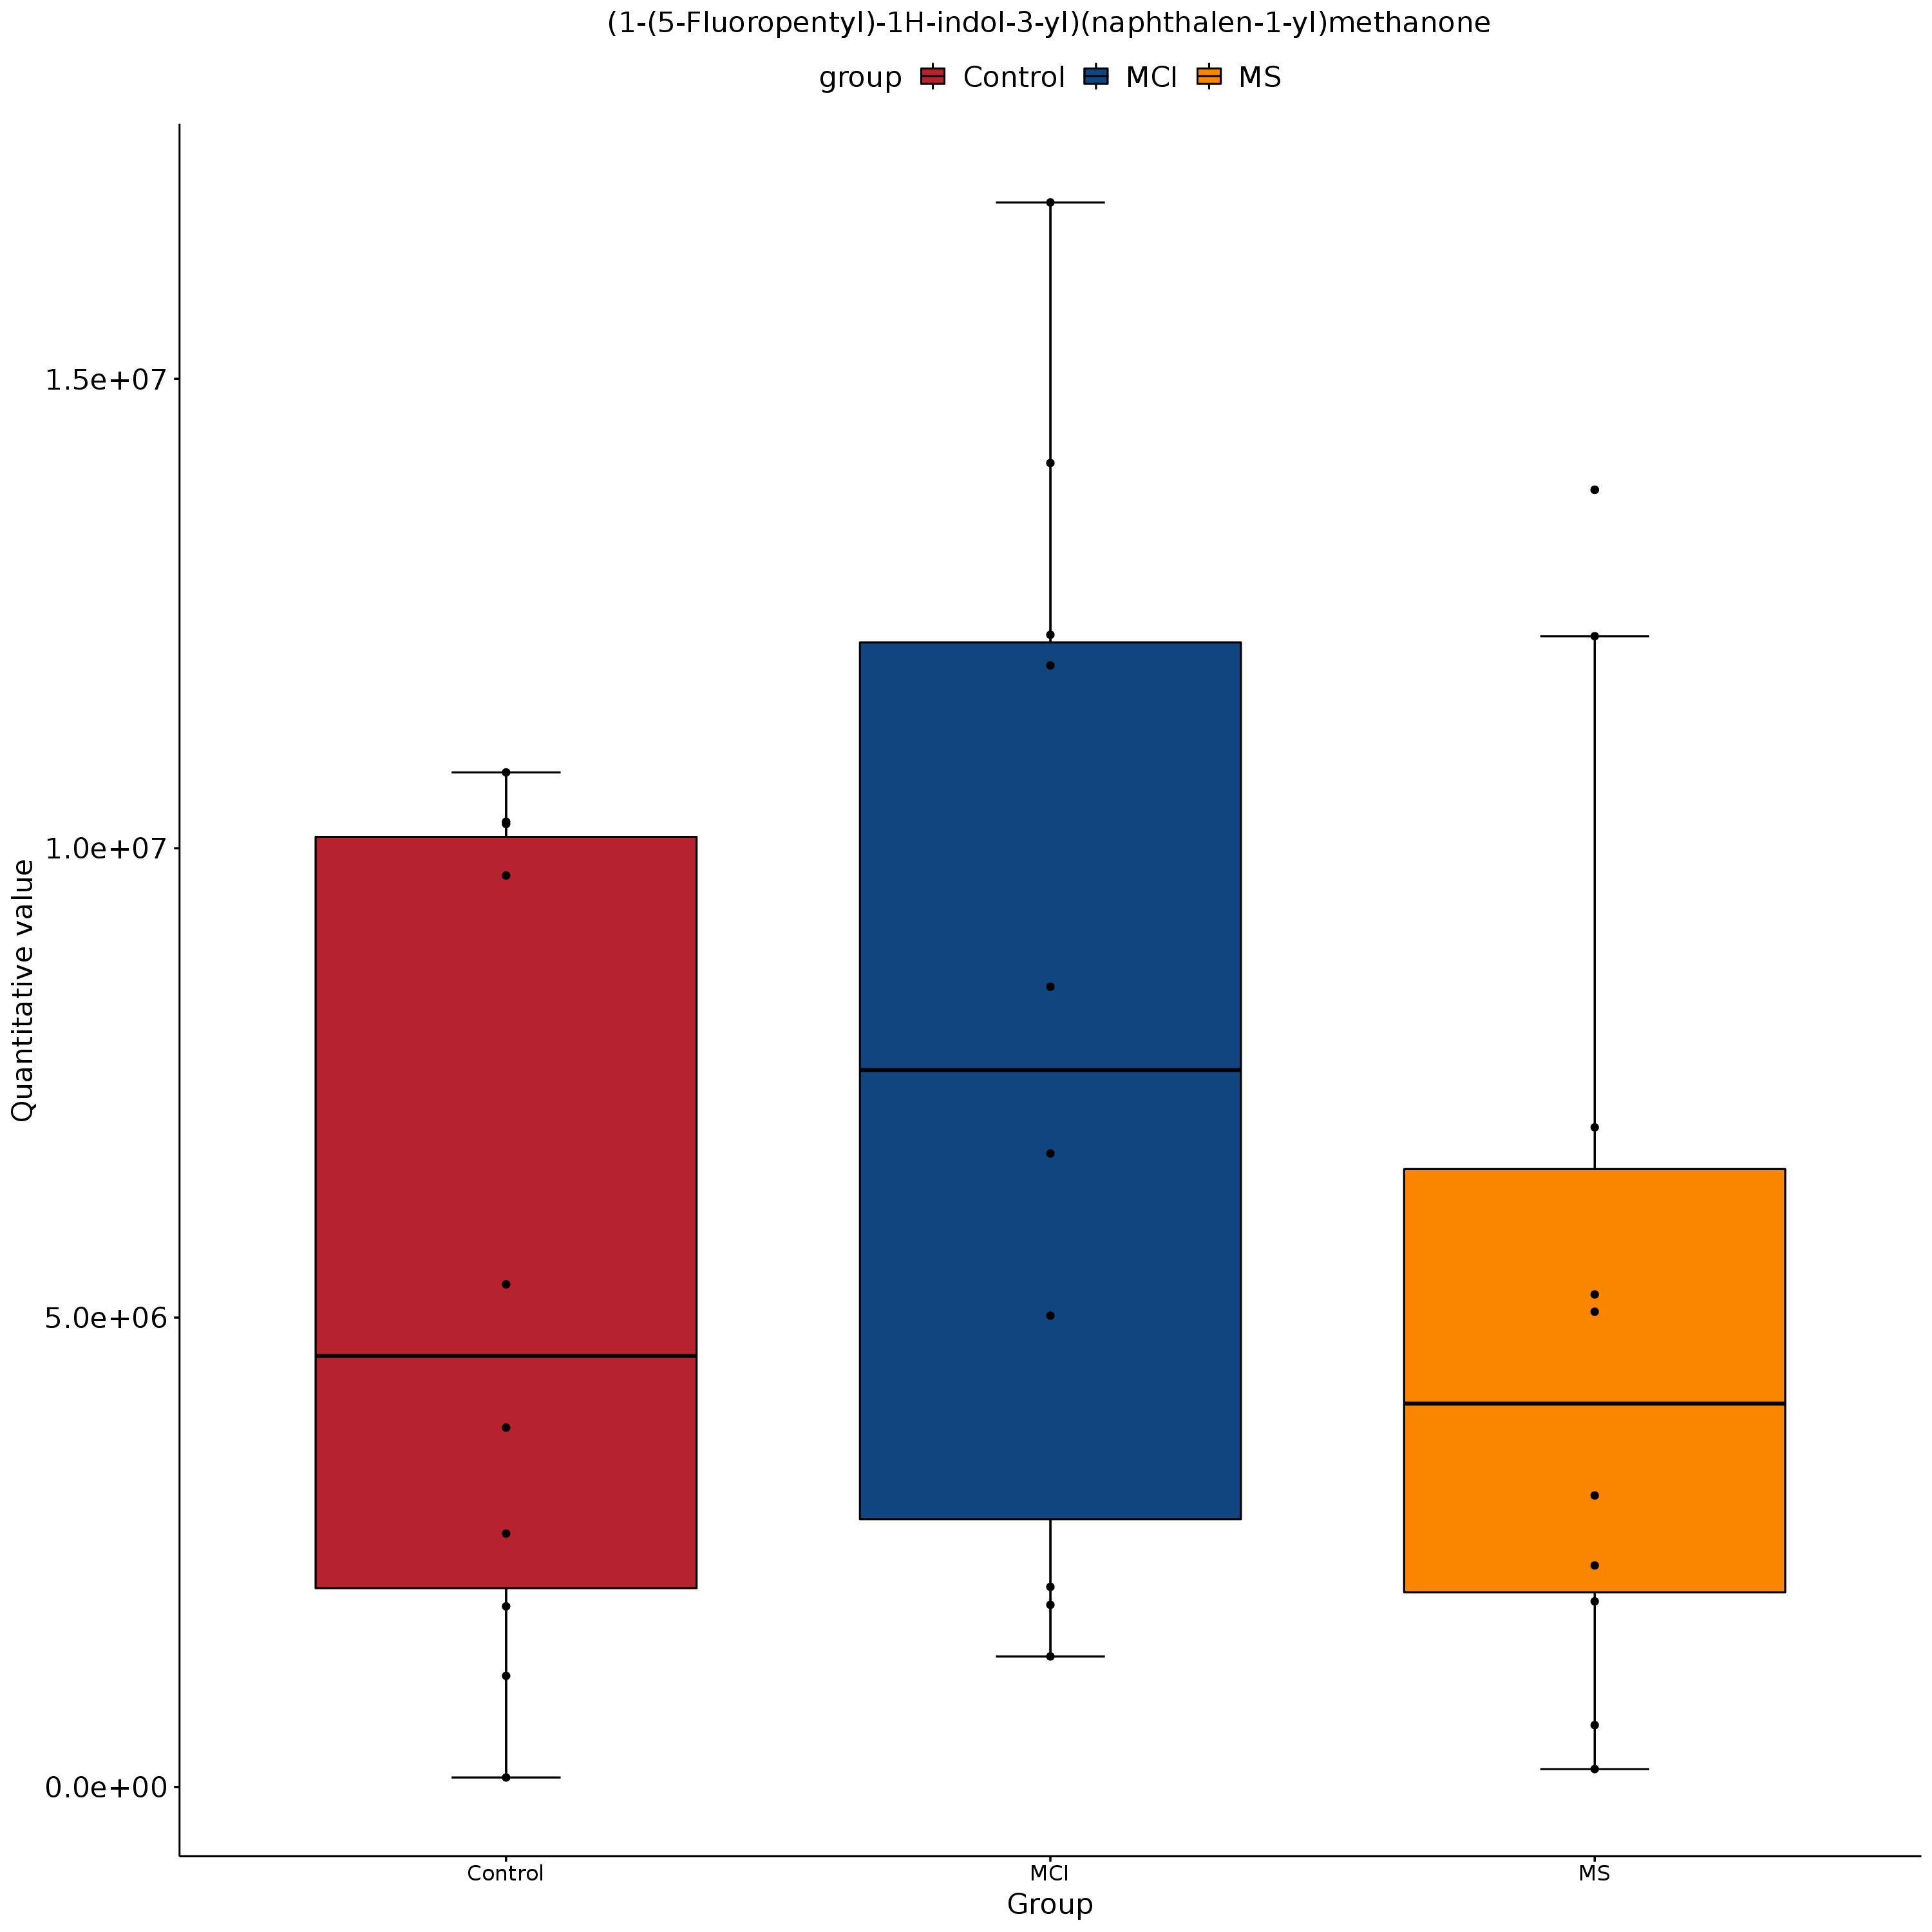 (1-(5-Fluoropentyl)-1H-indol-3-yl)(naphthalen-1-yl)methanone
group Control MCI MS
Quantitative value
1.5e+07
1.0e+07
5.0e+06
0.0e+00
Control MCI MS
Group